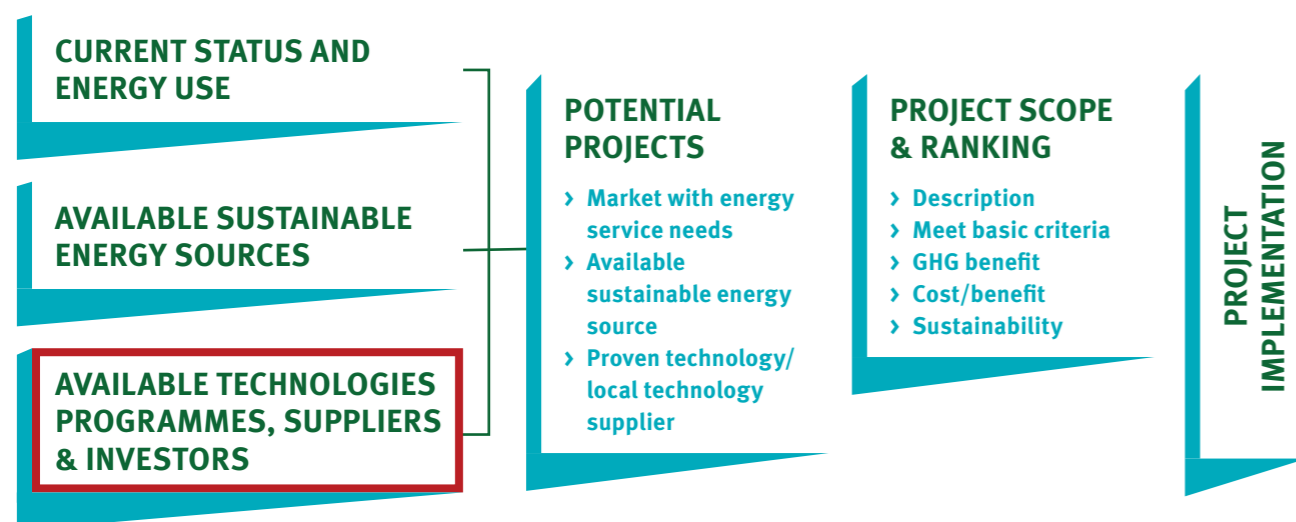 CURRENT STATUS AND
ENERGY USE
AVAILABLE SUSTAINABLE
ENERGY SOURCES
AVAILABLE TECHNOLOGIES
PROGRAMMES, SUPPLIERS
& INVESTORS
POTENTIAL
PROJECTS
› Market with energy
service needs
› Available
sustainable energy
source
› Proven technology/
local technology
supplier
PROJECT SCOPE
& RANKING
› Description
› Meet basic criteria
› GHG benefit
› Cost/benefit
› Sustainability
PROJECT
IMPLEMENTATION